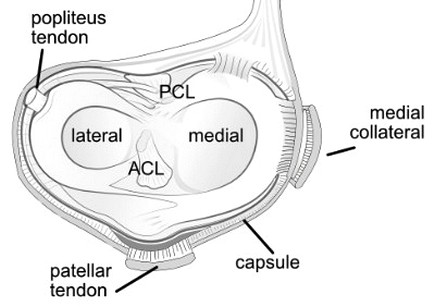 popliteus
tendon
PCL
medial
collateral
lateral
medial
ACL
capsule
patellar
tendon